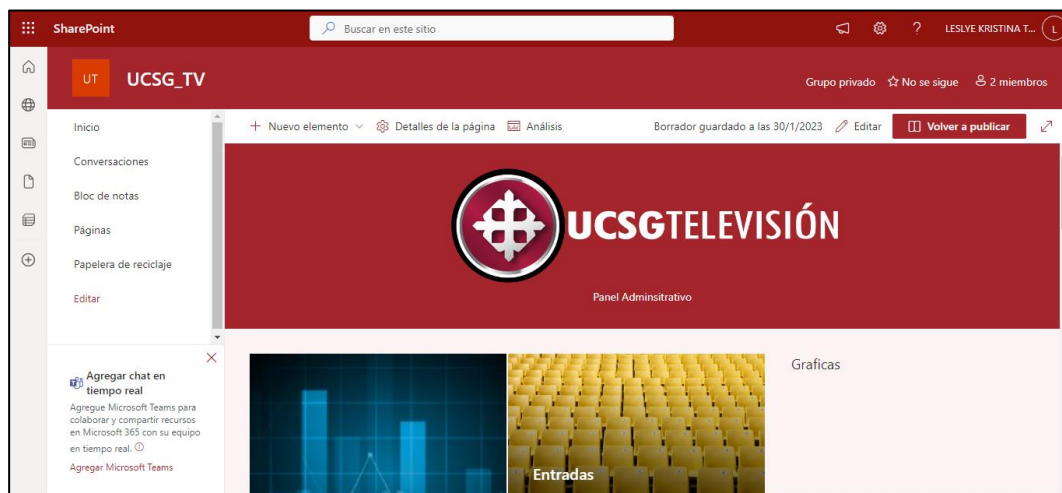 SharePoint
Buscar en este sitio
LESLYE KRISTINA T...
L
UT
UCSG_TV
Grupo privado
No se sigue
2 miembros
Inicio
Conversaciones
Bloc de notas
Páginas
Papelera de reciclaje
Editar
Nuevo elemento
Detalles de la página
Análisis
Borrador guardado a las 30/1/2023
Editar
Volver a publicar
UCSGTELEVISIÓN
Panel Adminsitrativo
Agregar chat en
tiempo real
Agregue Microsoft Teams para
colaborar y compartir recursos
en Microsoft 365 con su equipo
en tiempo real.
Agregar Microsoft Teams
Entradas
Graficas